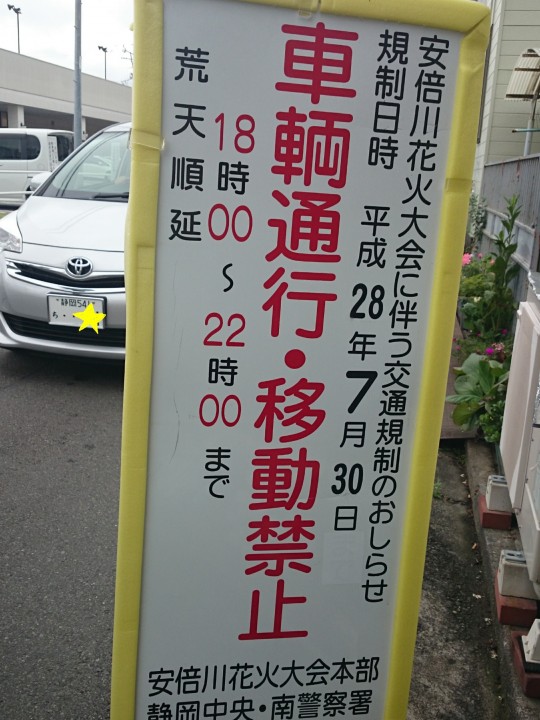 安倍川花火大会に伴う交通規制のおしらせ
規制日時 平成28年7月30日
車輌通行・移動禁止
18時00〜22時00まで
荒天順延
安倍川花火大会本部
静岡中央・南警察署
静岡 54